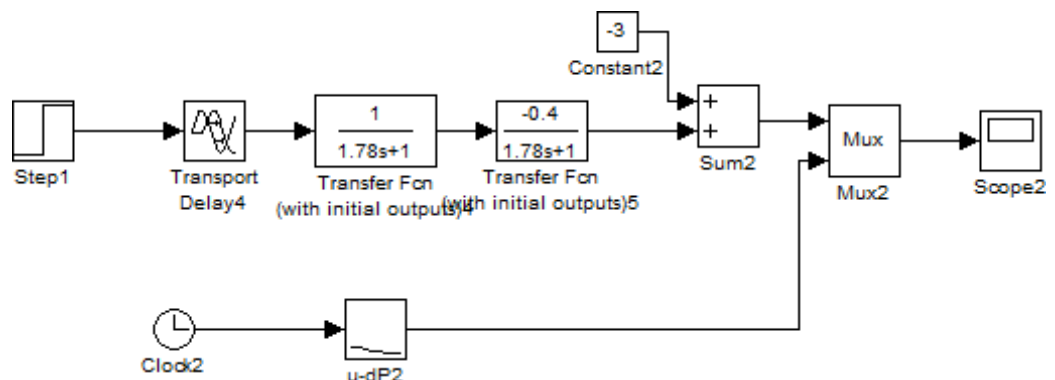 -3
Constant2
Step1
Transport
Delay4
1
1.78s+1
Transfer Fcn
(with initial outputs)4
-0.4
1.78s+1
Transfer Fcn
(with initial outputs)5
+
+
Sum2
Mux
Mux2
Scope2
Clock2
u-dP2